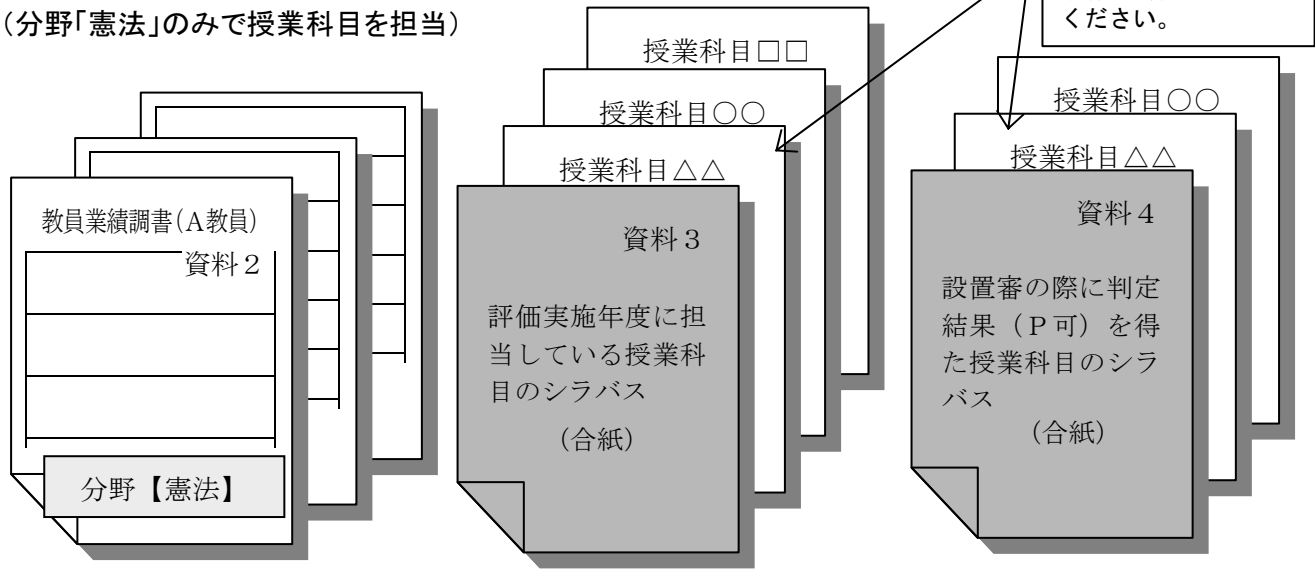 （分野「憲法」のみで授業科目を担当）
ください。
授業科目□□
授業科目○○
授業科目△△
授業科目○○
授業科目△△
教員業績調書（Ａ教員）
資料２
分野【憲法】
資料３
評価実施年度に担
当している授業科
目のシラバス
（合紙）
資料４
設置審の際に判定
結果（Ｐ可）を得
た授業科目のシラ
バス
（合紙）